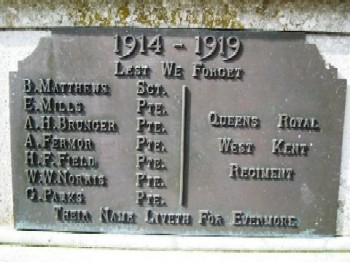 1914 - 1919
Lest We Forget
B. Matthews Sgt.
E. Mills Pte.
A. H. Brunger Pte.
A. Fermor Pte.
H. F. Field Pte.
W. W. Norris Pte.
G. Parks Pte.
Queens Royal
West Kent
Regiment
Their Name Liveth For Evermore